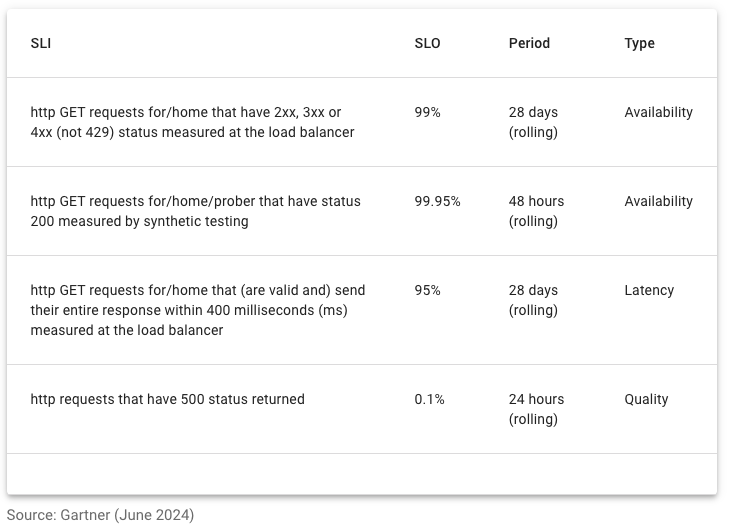 SLI SLO Period Type
http GET requests for/home that have 2xx, 3xx or 99% 28 days Availability
4xx (not 429) status measured at the load balancer (rolling)
http GET requests for/home/prober that have status 99.95% 48 hours Availability
200 measured by synthetic testing (rolling)
http GET requests for/home that (are valid and) send 95% 28 days Latency
their entire response within 400 milliseconds (ms) (rolling)
measured at the load balancer
http requests that have 500 status returned 0.1% 24 hours Quality
(rolling)
Source: Gartner (June 2024)